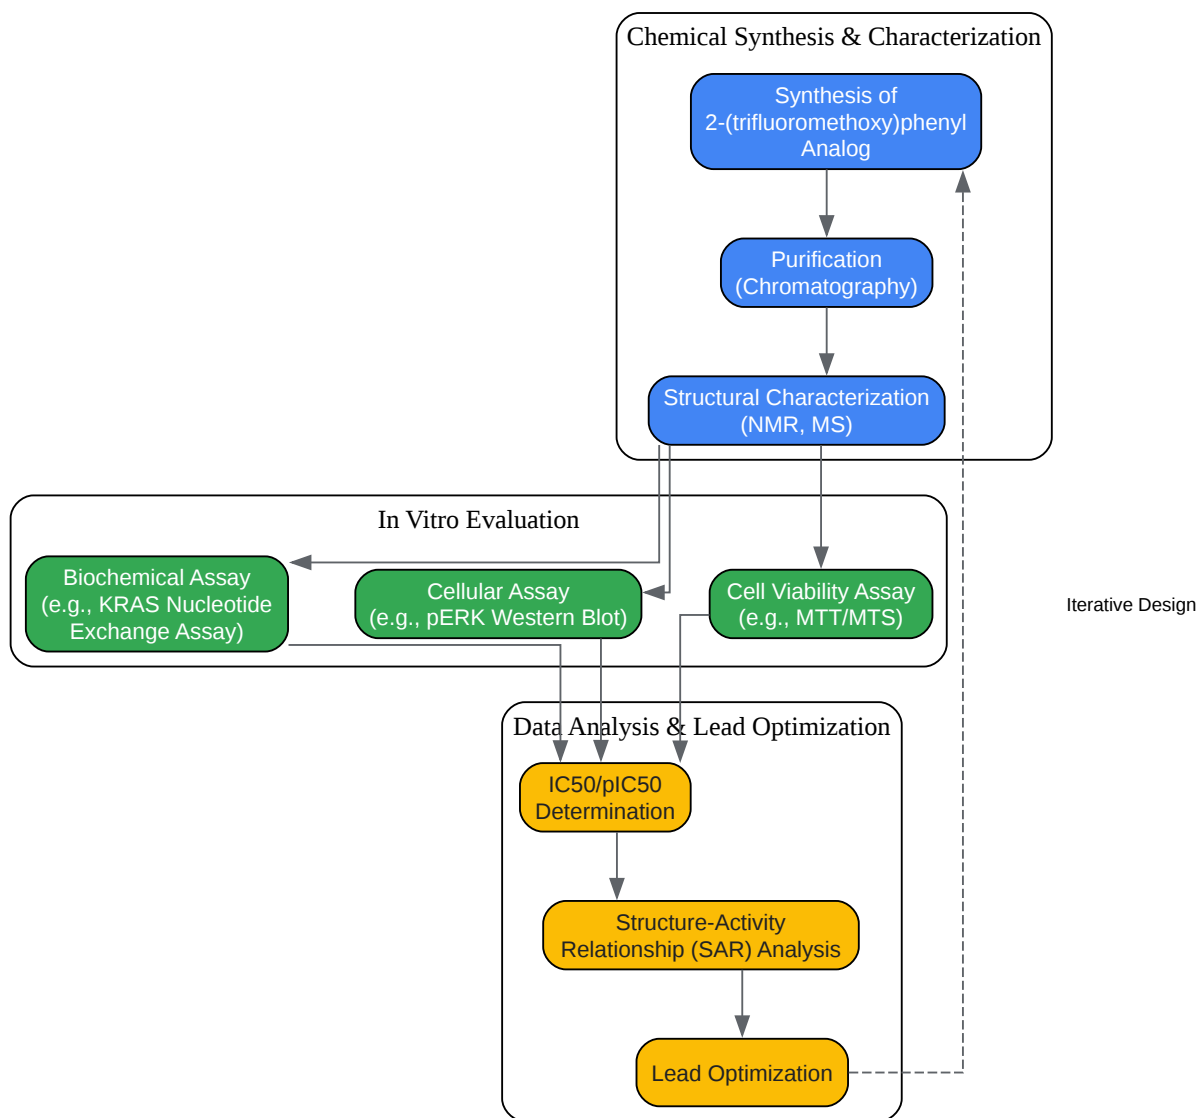 Chemical Synthesis & Characterization
Synthesis of
2-(trifluoromethoxy)phenyl
Analog
Purification
(Chromatography)
Structural Characterization
(NMR, MS)
In Vitro Evaluation
Biochemical Assay
(e.g., KRAS Nucleotide
Exchange Assay)
Cellular Assay
(e.g., pERK Western Blot)
Cell Viability Assay
(e.g., MTT/MTS)
Iterative Design
Data Analysis & Lead Optimization
IC50/pIC50
Determination
Structure-Activity
Relationship (SAR) Analysis
Lead Optimization